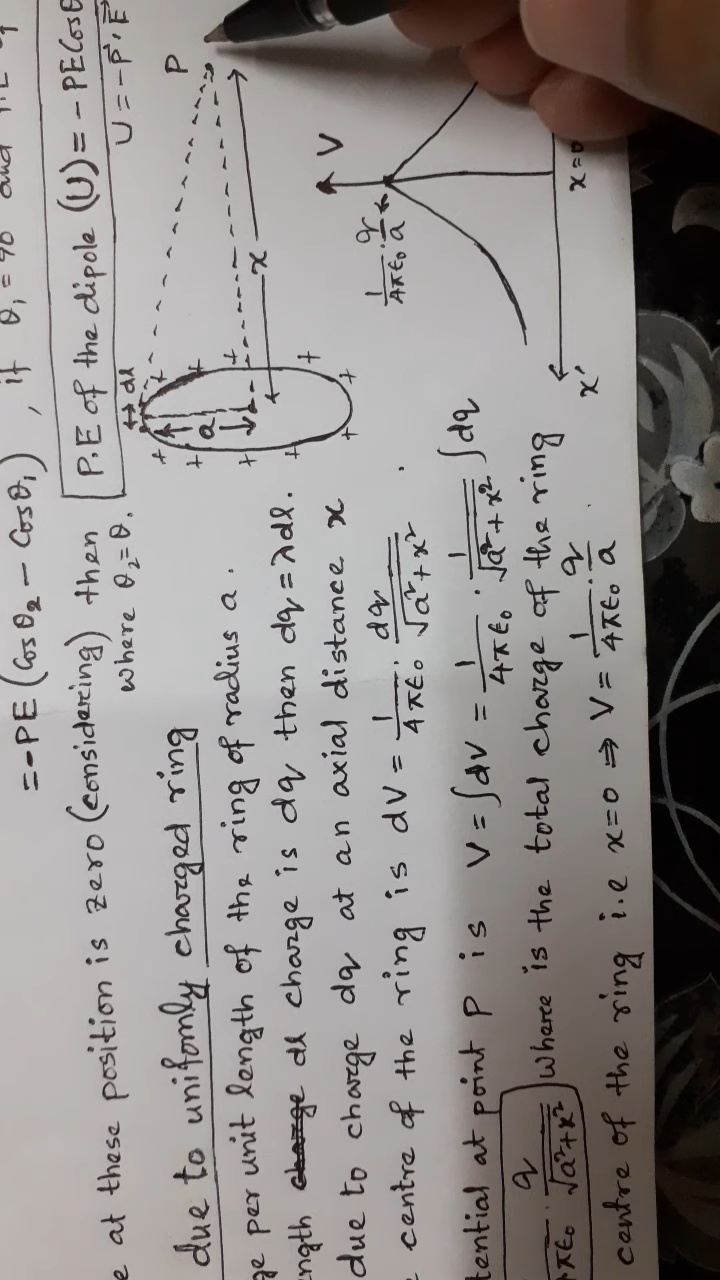 =-PE (Cos θ₂ - Cos θ₁) , if θ₁ = 90 and
e at these position is zero (considering) then P.E of the dipole (U) = - PE Cos θ
where θ₂ = θ. U = -P⃗.E⃗
due to unifomly charged ring
ge per unit length of the ring of radius a.
ngth charge dl charge is dq then dq = λdl.
due to charge dq at an axial distance x
centre of the ring is dV = 1/4πε₀ . dq/√a²+x² .
tential at point P is V = ∫dV = 1/4πε₀ . 1/√a²+x² ∫dq
πε₀ . q/√a²+x² where is the total charge of the ring
centre of the ring i.e x=0 ⇒ V = 1/4πε₀ . q/a .
dl
a
x
P
V
1/4πε₀ . q/a
x'
x=0